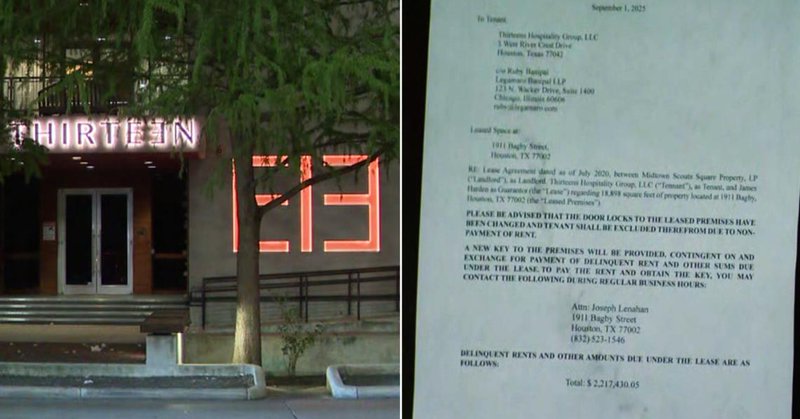 THIRTEEN
September 1, 2025
To Tenant:
Thirteens Hospitality Group, LLC
5 West River Crest Drive
Houston, Texas 77042
c/o Ruby Banipal
Banipal LLP
123 N. Wacker Drive, Suite 1400
Chicago, Illinois 60606
Leased Space at:
1911 Bagby Street,
Houston, TX 77002
RE: Lease Agreement dated as of July 2020, between Midtown Scouts Square Property, LP
("Landlord"), as Landlord. Thirteens Hospitality Group, LLC ("Tenant"), as Tenant, and James
Harden as Guarantor (the "Lease") regarding 18,898 square feet of property located at 1911 Bagby,
Houston, TX 77002 (the "Leased Premises").
PLEASE BE ADVISED THAT THE DOOR LOCKS TO THE LEASED PREMISES HAVE
BEEN CHANGED AND TENANT SHALL BE EXCLUDED THEREFROM DUE TO NON-
PAYMENT OF RENT.
A NEW KEY TO THE PREMISES WILL BE PROVIDED, CONTINGENT ON AND
EXCHANGE FOR PAYMENT OF DELINQUENT RENT AND OTHER SUMS DUE
UNDER THE LEASE. TO PAY THE RENT AND OBTAIN THE KEY, YOU MAY
CONTACT THE FOLLOWING DURING REGULAR BUSINESS HOURS:
Attn: Joseph Lenahan
1911 Bagby Street
Houston, TX 77002
(832) 523-1546
DELINQUENT RENTS AND OTHER AMOUNTS DUE UNDER THE LEASE ARE AS
FOLLOWS:
Total: $ 2,217,430.05